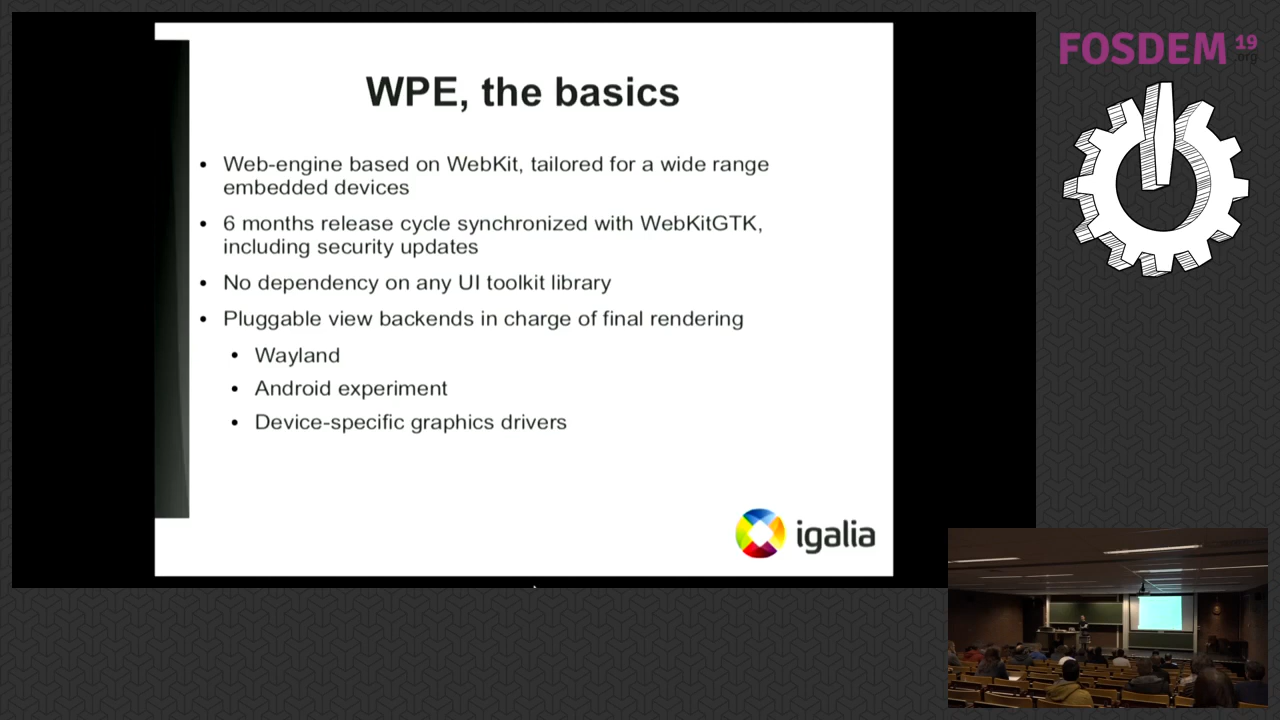 WPE, the basics
• Web-engine based on WebKit, tailored for a wide range
embedded devices
• 6 months release cycle synchronized with WebKitGTK,
including security updates
• No dependency on any UI toolkit library
• Pluggable view backends in charge of final rendering
• Wayland
• Android experiment
• Device-specific graphics drivers
igalia
FOSDEM 19
.org